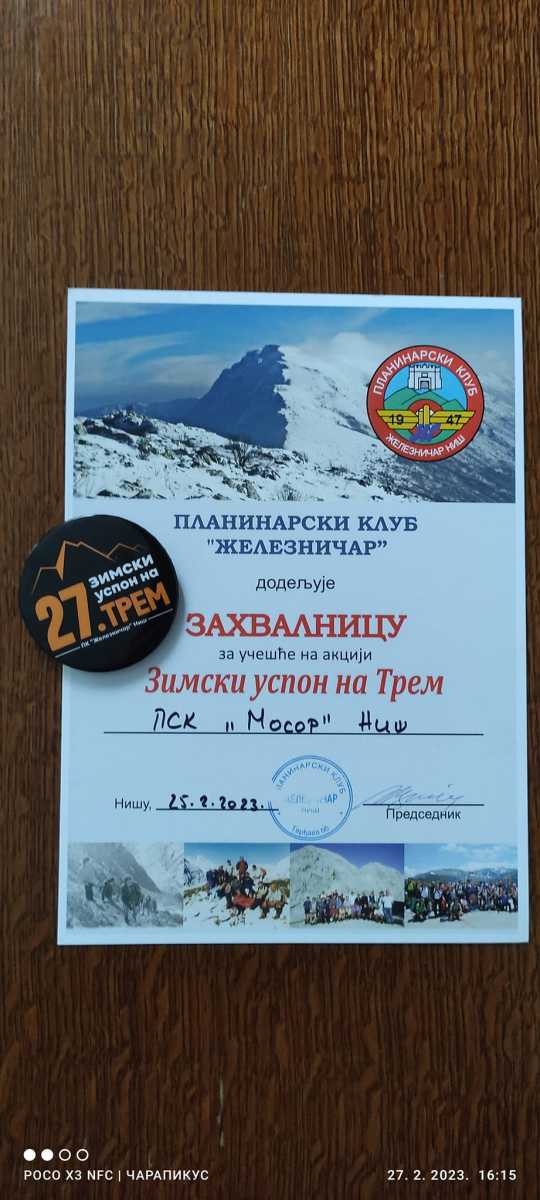 ПЛАНИНАРСКИ КЛУБ
19 47
ЖЕЛЕЗНИЧАР НИШ
ПЛАНИНАРСКИ КЛУБ
"ЖЕЛЕЗНИЧАР”
додељује
ЗАХВАЛНИЦУ
за учешће на акцији
Зимски успон на Трем
ПСК „Мосор" Ниш
Нишу, 25.2.2023.
ПЛАНИНАРСКИ КЛУБ
Председник
ЗИМСКИ
успон на
27.ТРЕМ
ПК "Железничар" Ниш
POCO X3 NFC | ЧАРАПИКУС
27. 2. 2023. 16:15